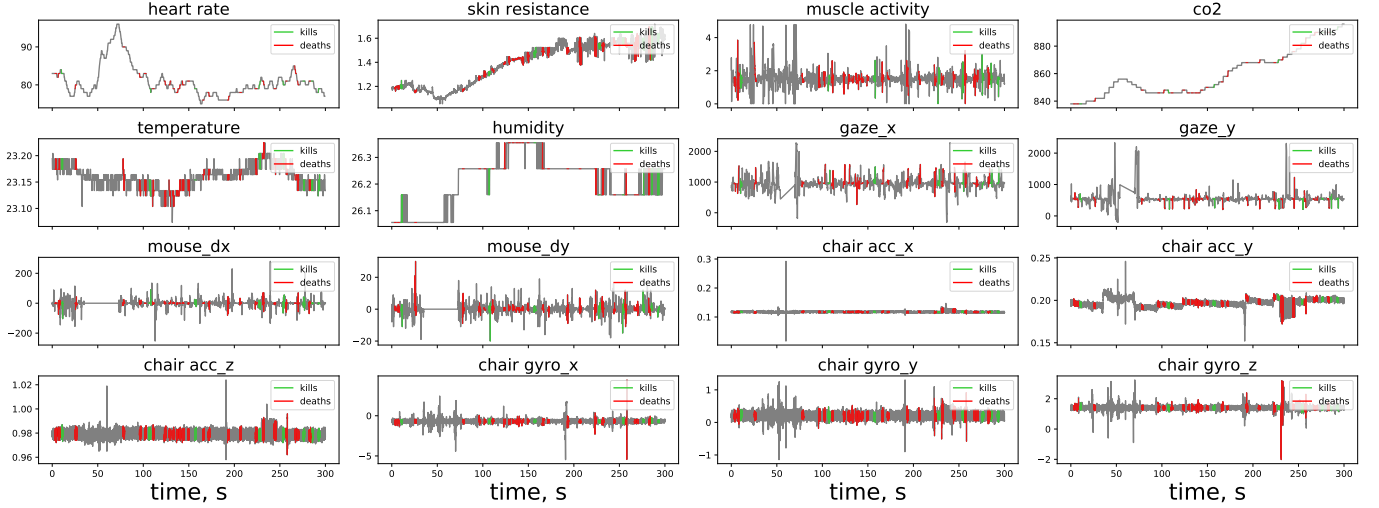 heart rate
90
80
kills
deaths
skin resistance
1.6
1.4
1.2
kills
deaths
muscle activity
4
2
0
kills
deaths
co2
880
860
840
kills
deaths
temperature
23.20
23.15
23.10
kills
deaths
humidity
26.3
26.2
26.1
kills
deaths
gaze_x
2000
1000
0
kills
deaths
gaze_y
2000
1000
0
kills
deaths
mouse_dx
200
0
−200
kills
deaths
mouse_dy
20
0
−20
kills
deaths
chair acc_x
0.3
0.2
0.1
kills
deaths
chair acc_y
0.25
0.20
0.15
kills
deaths
chair acc_z
1.02
1.00
0.98
0.96
kills
deaths
0 50 100 150 200 250 300
time, s
chair gyro_x
0
−5
kills
deaths
0 50 100 150 200 250 300
time, s
chair gyro_y
1
0
−1
kills
deaths
0 50 100 150 200 250 300
time, s
chair gyro_z
2
0
−2
kills
deaths
0 50 100 150 200 250 300
time, s